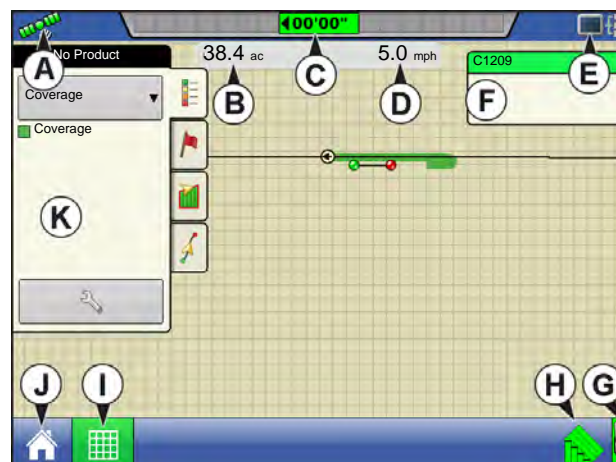 00'00"
No Product
38.4 ac
5.0 mph
C1209
A
B
C
D
E
F
Coverage
Coverage
K
J
I
H
G